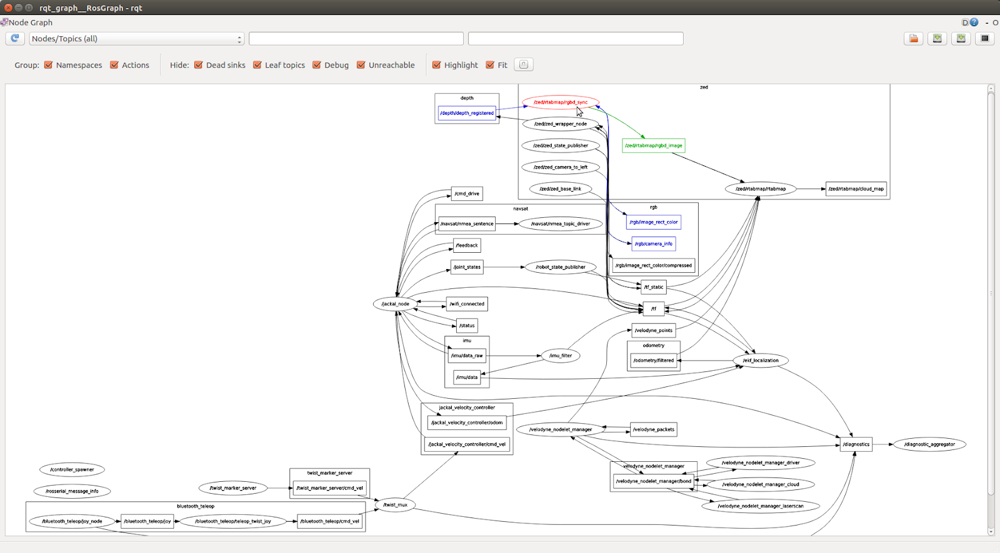 rqt_graph__RosGraph - rqt
Node Graph
D ? - O
Nodes/Topics (all)
Group: Namespaces Actions Hide: Dead sinks Leaf topics Debug Unreachable Highlight Fit
zed
depth
/zed/rtabmap/rgbd_sync
/depth/depth_registered
/zed/zed_wrapper_node
/zed/zed_state_publisher
/zed/rtabmap/rgbd_image
/zed/zed_camera_to_left
/zed/zed_base_link
/zed/rtabmap/rtabmap
/zed/rtabmap/cloud_map
/cmd_drive
navsat
rgb
/navsat/nmea_sentence
/navsat/nmea_topic_driver
/rgb/image_rect_color
/feedback
/rgb/camera_info
/joint_states
/robot_state_publisher
/rgb/image_rect_color/compressed
/tf_static
/jackal_node
/wifi_connected
/tf
/status
/velodyne_points
imu
odometry
/imu/data_raw
/imu_filter
/odometry/filtered
/ekf_localization
/imu/data
jackal_velocity_controller
/jackal_velocity_controller/odom
/velodyne_nodelet_manager
/velodyne_packets
/jackal_velocity_controller/cmd_vel
/diagnostics
/diagnostic_aggregator
/controller_spawner
twist_marker_server
velodyne_nodelet_manager
/velodyne_nodelet_manager_driver
/rosserial_message_info
/twist_marker_server
/twist_marker_server/cmd_vel
/velodyne_nodelet_manager/bond
/velodyne_nodelet_manager_cloud
bluetooth_teleop
/twist_mux
/velodyne_nodelet_manager_laserscan
/bluetooth_teleop/joy_node
/bluetooth_teleop/joy
/bluetooth_teleop/teleop_twist_joy
/bluetooth_teleop/cmd_vel